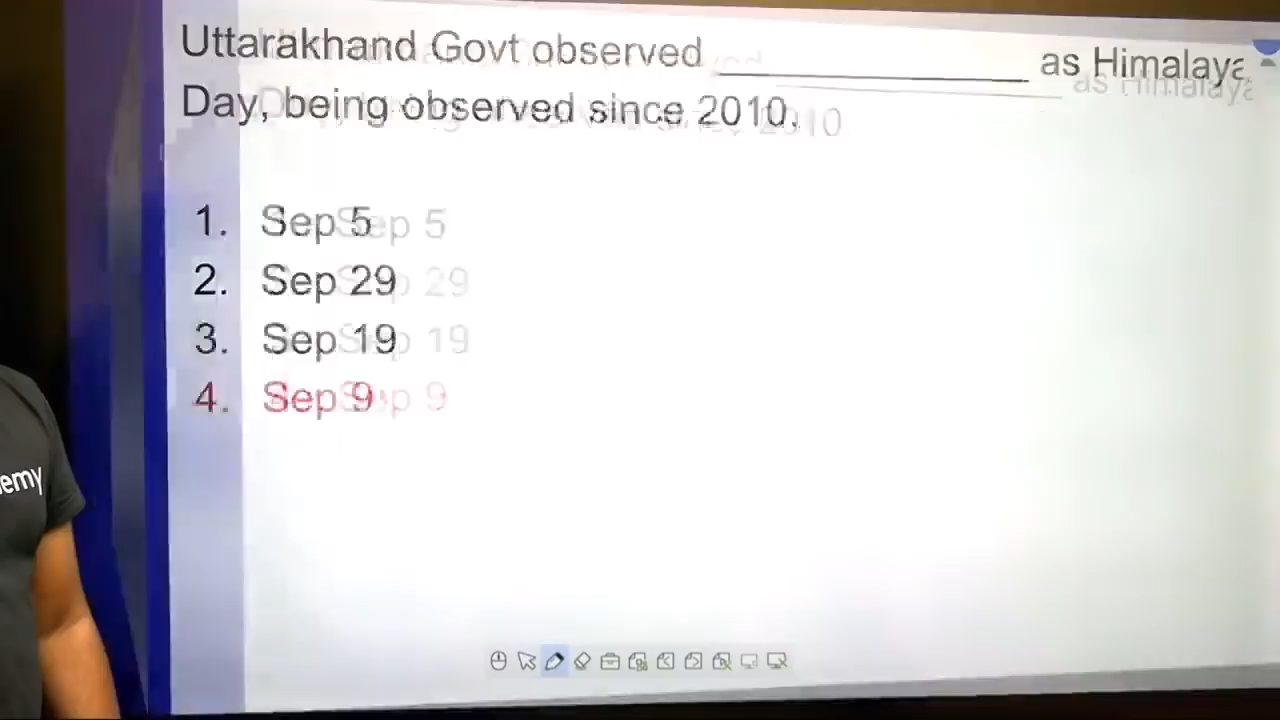 Uttarakhand Govt observed ______________ as Himalaya
Day, being observed since 2010.
1. Sep 5
2. Sep 29
3. Sep 19
4. Sep 9
emy